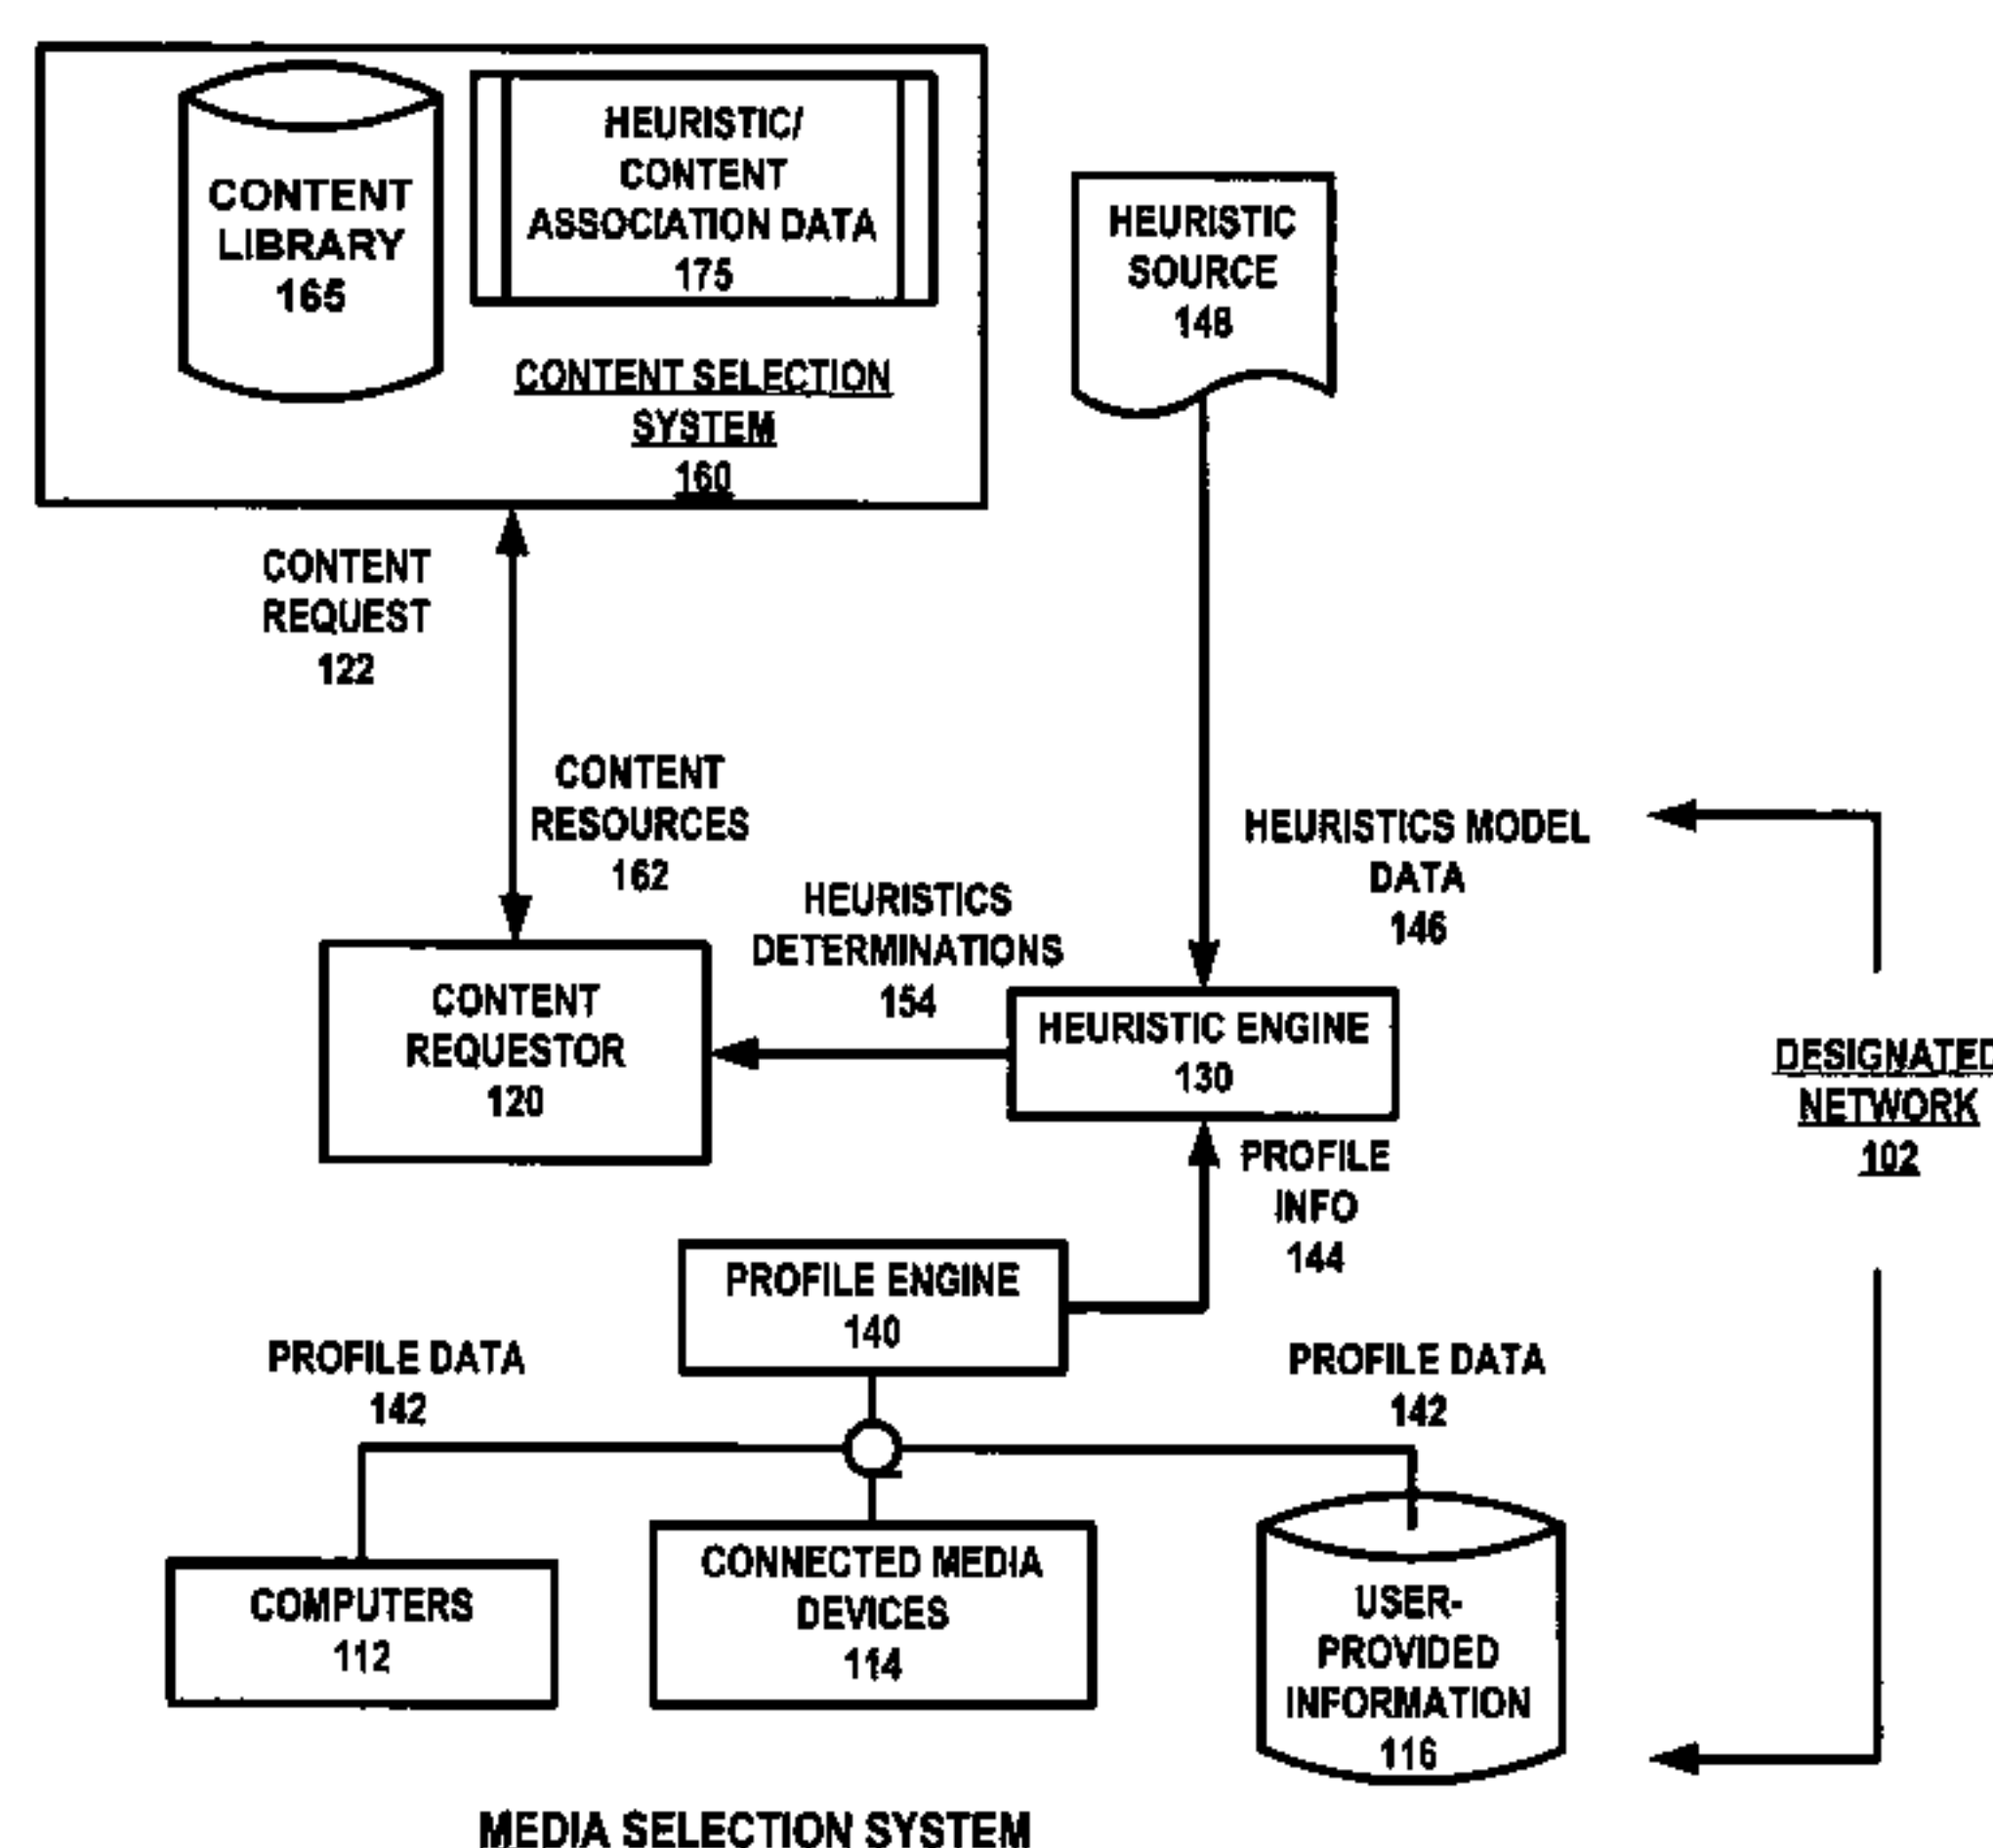 CONTENT
LIBRARY
165
HEURISTIC/
CONTENT
ASSOCIATION DATA
175
CONTENT SELECTION
SYSTEM
160
HEURISTIC
SOURCE
148
CONTENT
REQUEST
122
CONTENT
RESOURCES
162
HEURISTICS MODEL
DATA
146
HEURISTICS
DETERMINATIONS
154
CONTENT
REQUESTOR
120
HEURISTIC ENGINE
130
DESIGNATED
NETWORK
102
PROFILE
INFO
144
PROFILE ENGINE
140
PROFILE DATA
142
PROFILE DATA
142
COMPUTERS
112
CONNECTED MEDIA
DEVICES
114
USER-
PROVIDED
INFORMATION
116
MEDIA SELECTION SYSTEM